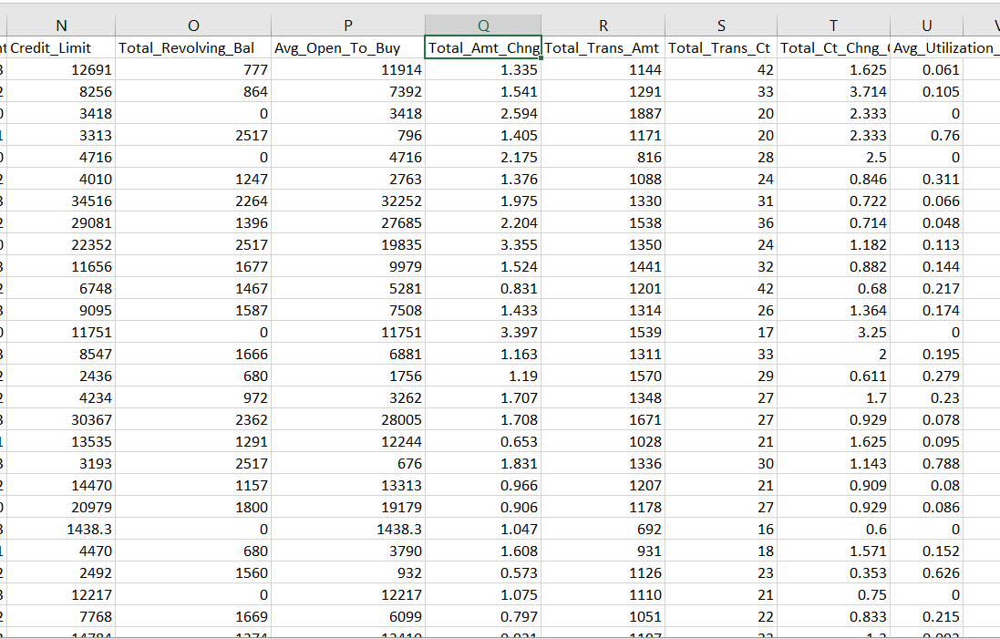 N O P Q R S T U
Credit_Limit Total_Revolving_Bal Avg_Open_To_Buy Total_Amt_Chng Total_Trans_Amt Total_Trans_Ct Total_Ct_Chng_ Avg_Utilization_
12691 777 11914 1.335 1144 42 1.625 0.061
8256 864 7392 1.541 1291 33 3.714 0.105
3418 0 3418 2.594 1887 20 2.333 0
3313 2517 796 1.405 1171 20 2.333 0.76
4716 0 4716 2.175 816 28 2.5 0
4010 1247 2763 1.376 1088 24 0.846 0.311
34516 2264 32252 1.975 1330 31 0.722 0.066
29081 1396 27685 2.204 1538 36 0.714 0.048
22352 2517 19835 3.355 1350 24 1.182 0.113
11656 1677 9979 1.524 1441 32 0.882 0.144
6748 1467 5281 0.831 1201 42 0.68 0.217
9095 1587 7508 1.433 1314 26 1.364 0.174
11751 0 11751 3.397 1539 17 3.25 0
8547 1666 6881 1.163 1311 33 2 0.195
2436 680 1756 1.19 1570 29 0.611 0.279
4234 972 3262 1.707 1348 27 1.7 0.23
30367 2362 28005 1.708 1671 27 0.929 0.078
13535 1291 12244 0.653 1028 21 1.625 0.095
3193 2517 676 1.831 1336 30 1.143 0.788
14470 1157 13313 0.966 1207 21 0.909 0.08
20979 1800 19179 0.906 1178 27 0.929 0.086
1438.3 0 1438.3 1.047 692 16 0.6 0
4470 680 3790 1.608 931 18 1.571 0.152
2492 1560 932 0.573 1126 23 0.353 0.626
12217 0 12217 1.075 1110 21 0.75 0
7768 1669 6099 0.797 1051 22 0.833 0.215